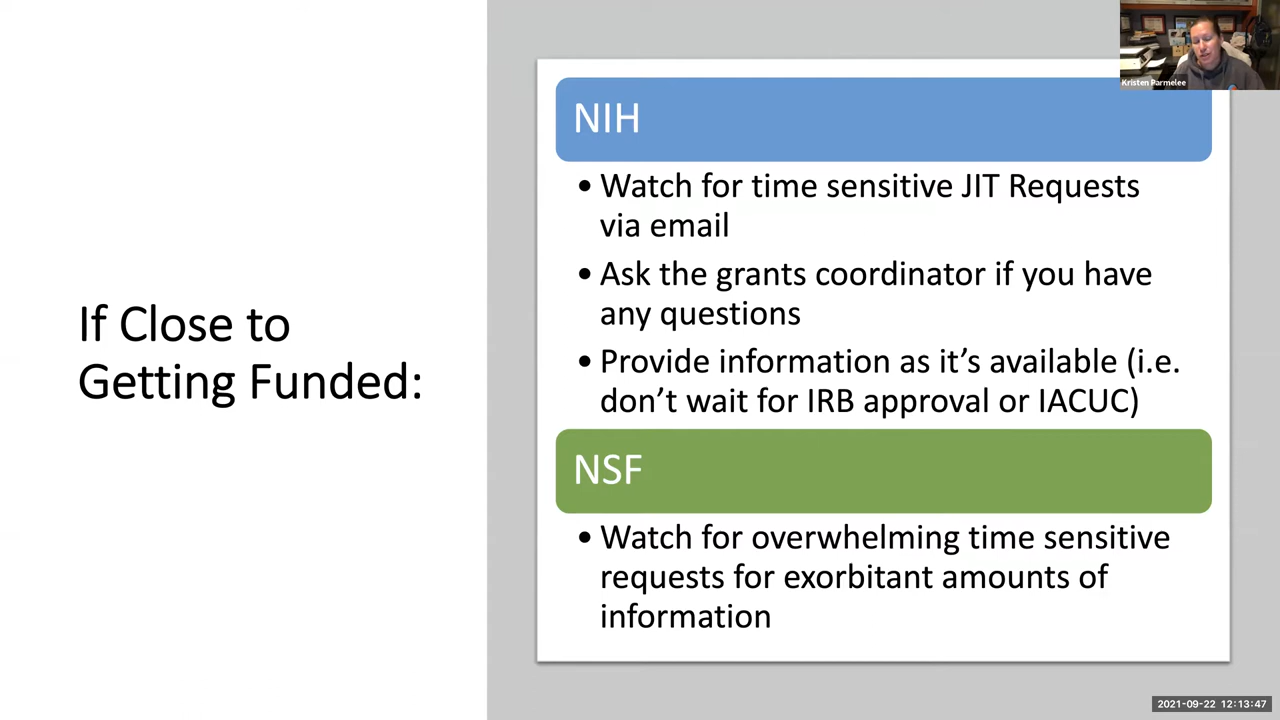 If Close to
Getting Funded:
NIH
• Watch for time sensitive JIT Requests
via email
• Ask the grants coordinator if you have
any questions
• Provide information as it’s available (i.e.
don’t wait for IRB approval or IACUC)
NSF
• Watch for overwhelming time sensitive
requests for exorbitant amounts of
information
Kristen Parmelee
2021-09-22 12:13:47